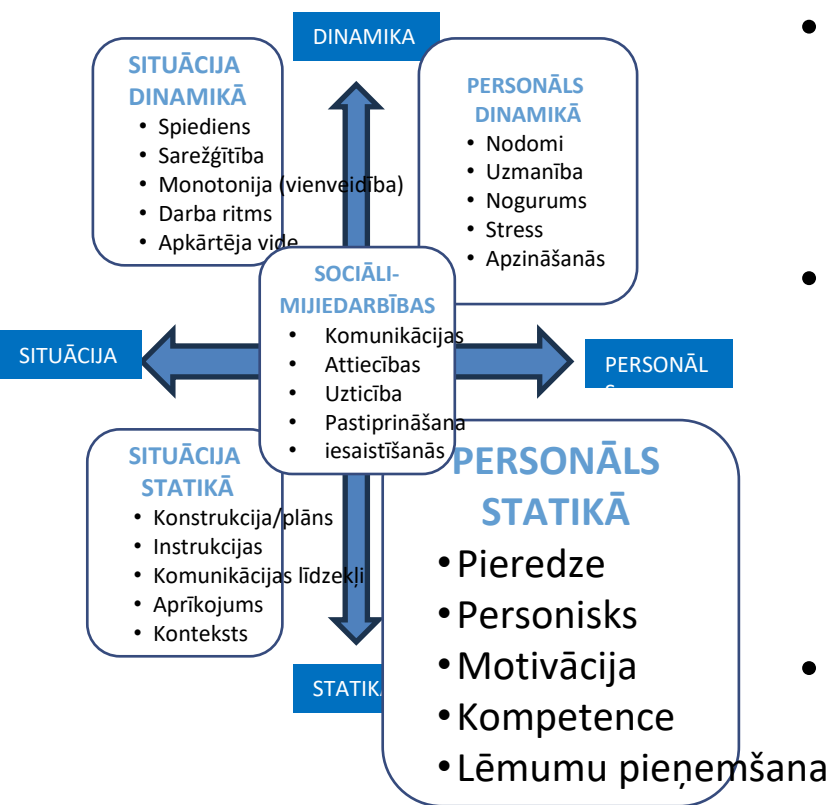 DINAMIKA
SITUĀCIJA
DINAMIKĀ
• Spiediens
• Sarežģītība
• Monotonija (vienveidība)
• Darba ritms
• Apkārtēja vide
PERSONĀLS
DINAMIKĀ
• Nodomi
• Uzmanība
• Nogurums
• Stress
• Apzināšanās
SOCIĀLI-
MIJIEDARBĪBAS
• Komunikācijas
• Attiecības
• Uzticība
• Pastiprināšana
• iesaistīšanās
SITUĀCIJA
PERSONĀL
SITUĀCIJA
STATIKĀ
• Konstrukcija/plāns
• Instrukcijas
• Komunikācijas līdzekļi
• Aprīkojums
• Konteksts
PERSONĀLS
STATIKĀ
• Pieredze
• Personisks
• Motivācija
• Kompetence
• Lēmumu pieņemšana
STATIKA